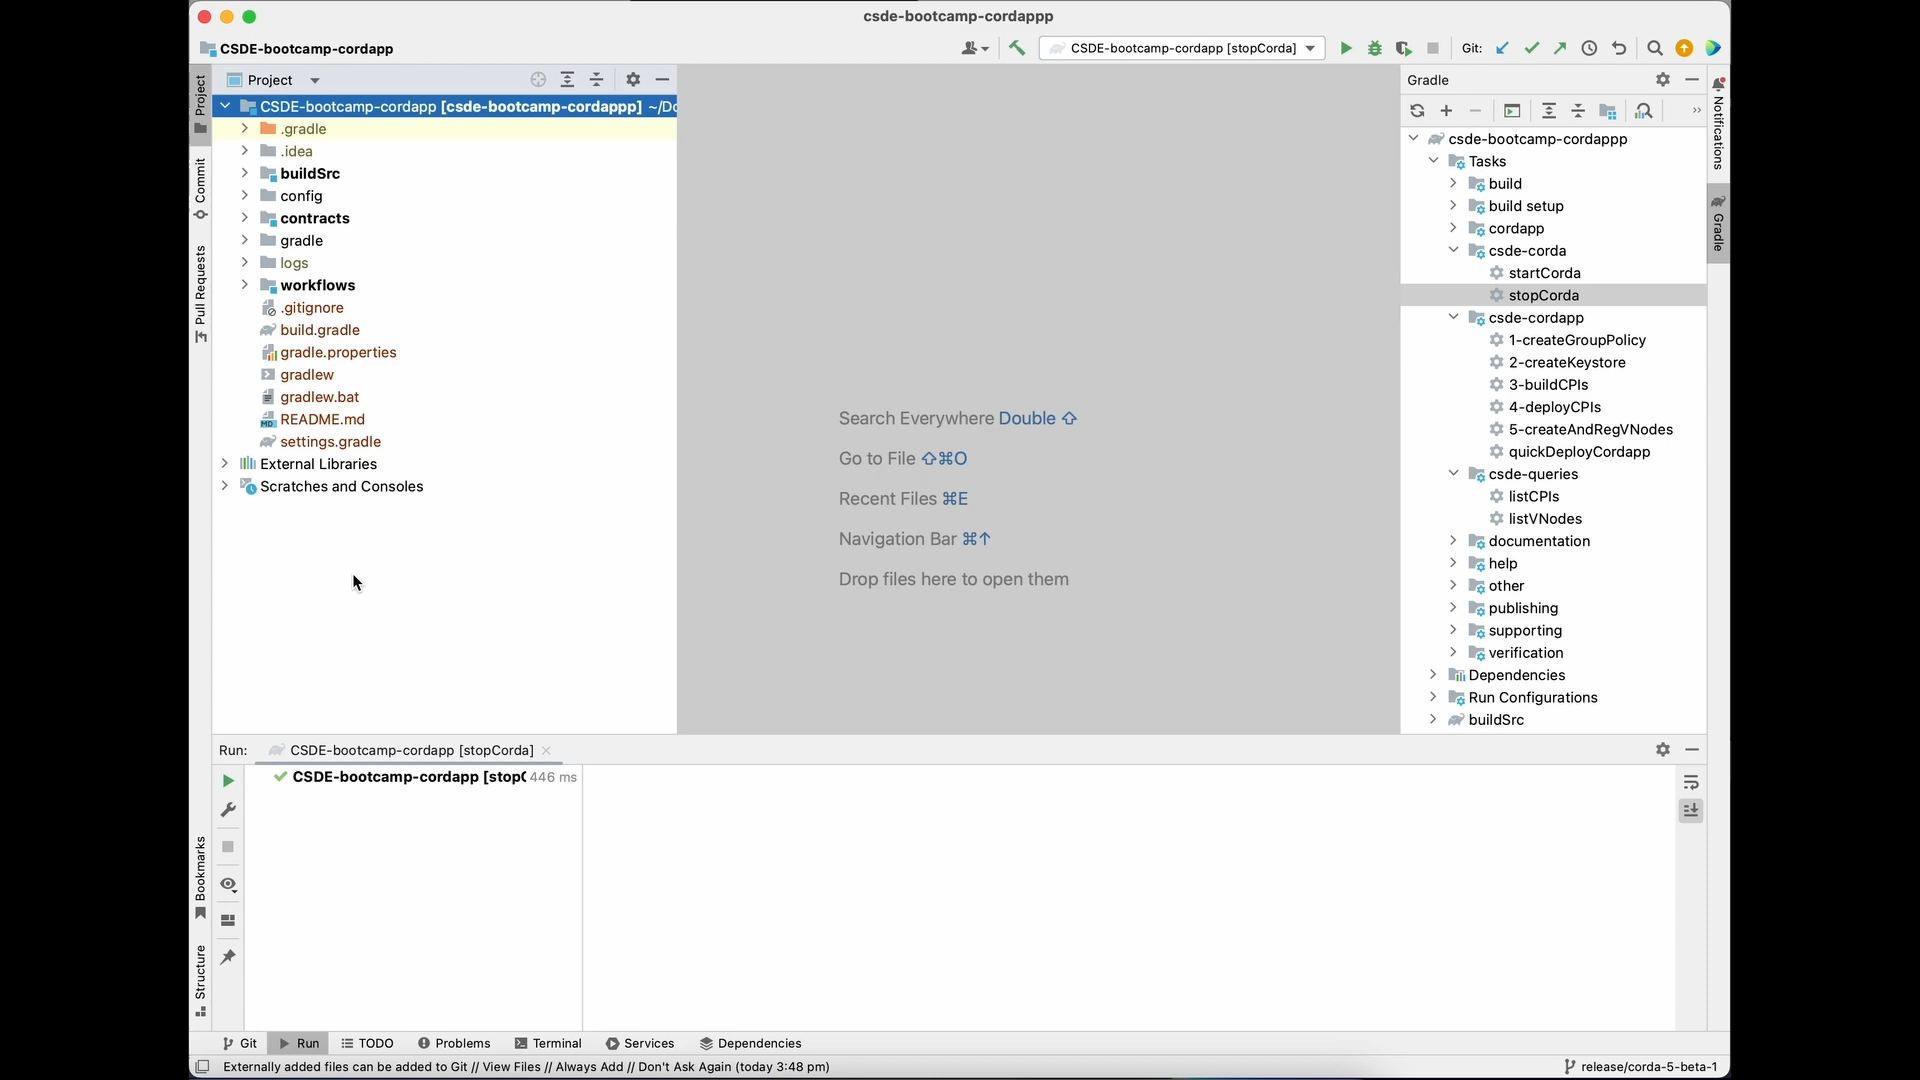 csde-bootcamp-cordappp
CSDE-bootcamp-cordapp
CSDE-bootcamp-cordapp [stopCorda]
Git:
Project
CSDE-bootcamp-cordapp [csde-bootcamp-cordappp] ~/Do
.gradle
.idea
buildSrc
config
contracts
gradle
logs
workflows
.gitignore
build.gradle
gradle.properties
gradlew
gradlew.bat
README.md
settings.gradle
External Libraries
Scratches and Consoles
Project
Commit
Pull Requests
Bookmarks
Structure
Search Everywhere Double ⇧
Go to File ⇧⌘O
Recent Files ⌘E
Navigation Bar ⌘↑
Drop files here to open them
Gradle
csde-bootcamp-cordappp
Tasks
build
build setup
cordapp
csde-corda
startCorda
stopCorda
csde-cordapp
1-createGroupPolicy
2-createKeystore
3-buildCPIs
4-deployCPIs
5-createAndRegVNodes
quickDeployCordapp
csde-queries
listCPIs
listVNodes
documentation
help
other
publishing
supporting
verification
Dependencies
Run Configurations
buildSrc
Notifications
Gradle
Run: CSDE-bootcamp-cordapp [stopCorda]
CSDE-bootcamp-cordapp [stopC 446 ms
Git Run TODO Problems Terminal Services Dependencies
Externally added files can be added to Git // View Files // Always Add // Don't Ask Again (today 3:48 pm)
release/corda-5-beta-1